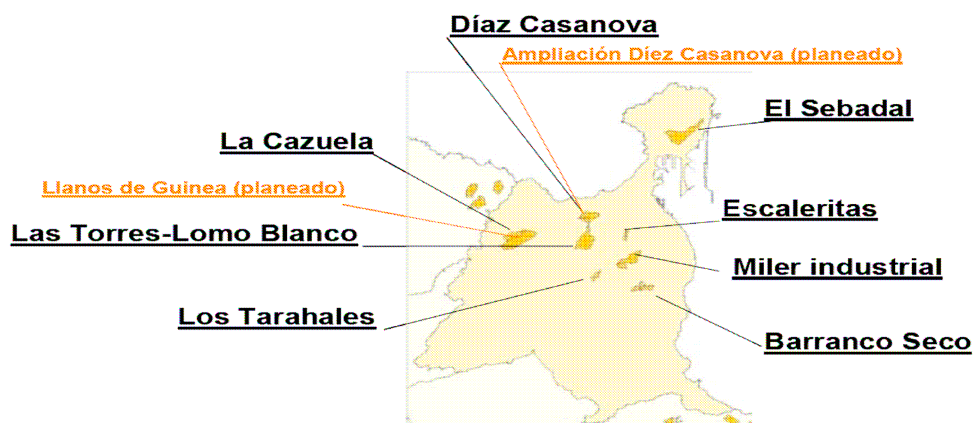 Díaz Casanova
Ampliación Díez Casanova (planeado)
El Sebadal
La Cazuela
Llanos de Guinea (planeado)
Escaleritas
Las Torres-Lomo Blanco
Miler industrial
Los Tarahales
Barranco Seco